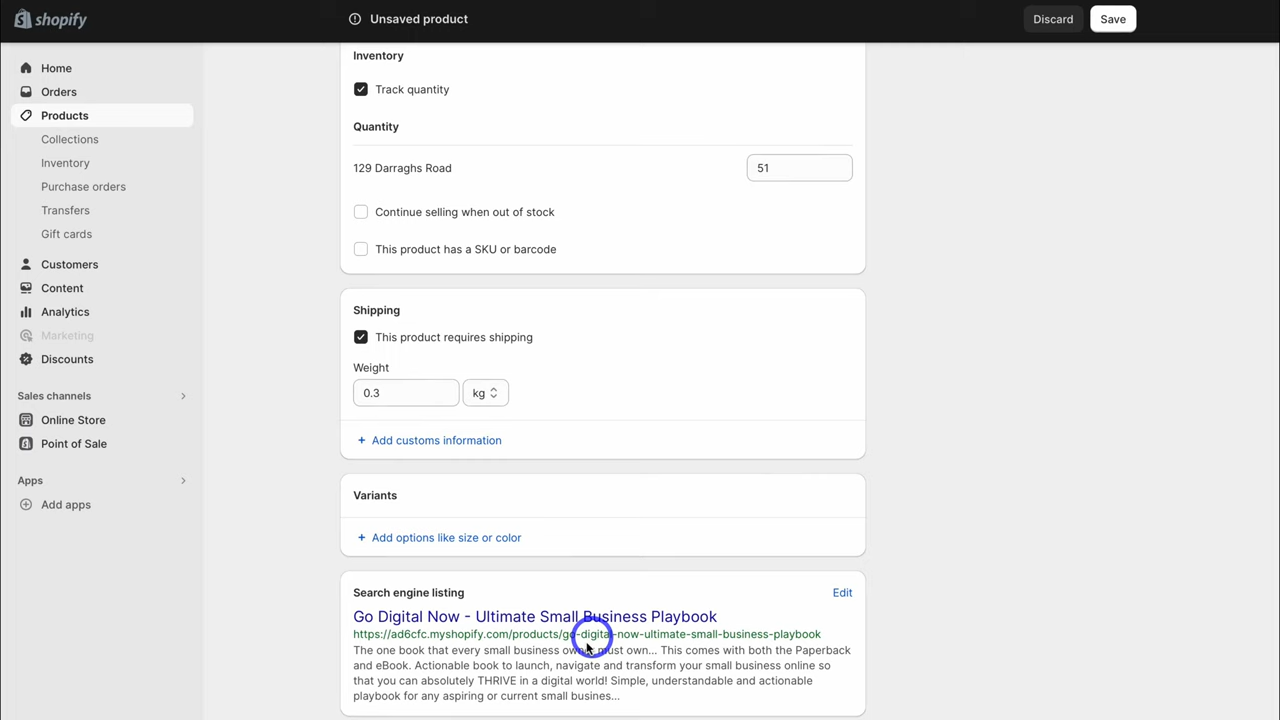 shopify
Unsaved product
Discard
Save
Home
Orders
Products
Collections
Inventory
Purchase orders
Transfers
Gift cards
Customers
Content
Analytics
Marketing
Discounts
Sales channels
Online Store
Point of Sale
Apps
Add apps
Inventory
Track quantity
Quantity
129 Darraghs Road
51
Continue selling when out of stock
This product has a SKU or barcode
Shipping
This product requires shipping
Weight
0.3
kg
+ Add customs information
Variants
+ Add options like size or color
Search engine listing
Edit
Go Digital Now - Ultimate Small Business Playbook
https://ad6cfc.myshopify.com/products/go-digital-now-ultimate-small-business-playbook
The one book that every small business owner must own... This comes with both the Paperback
and eBook. Actionable book to launch, navigate and transform your small business online so
that you can absolutely THRIVE in a digital world! Simple, understandable and actionable
playbook for any aspiring or current small busines...